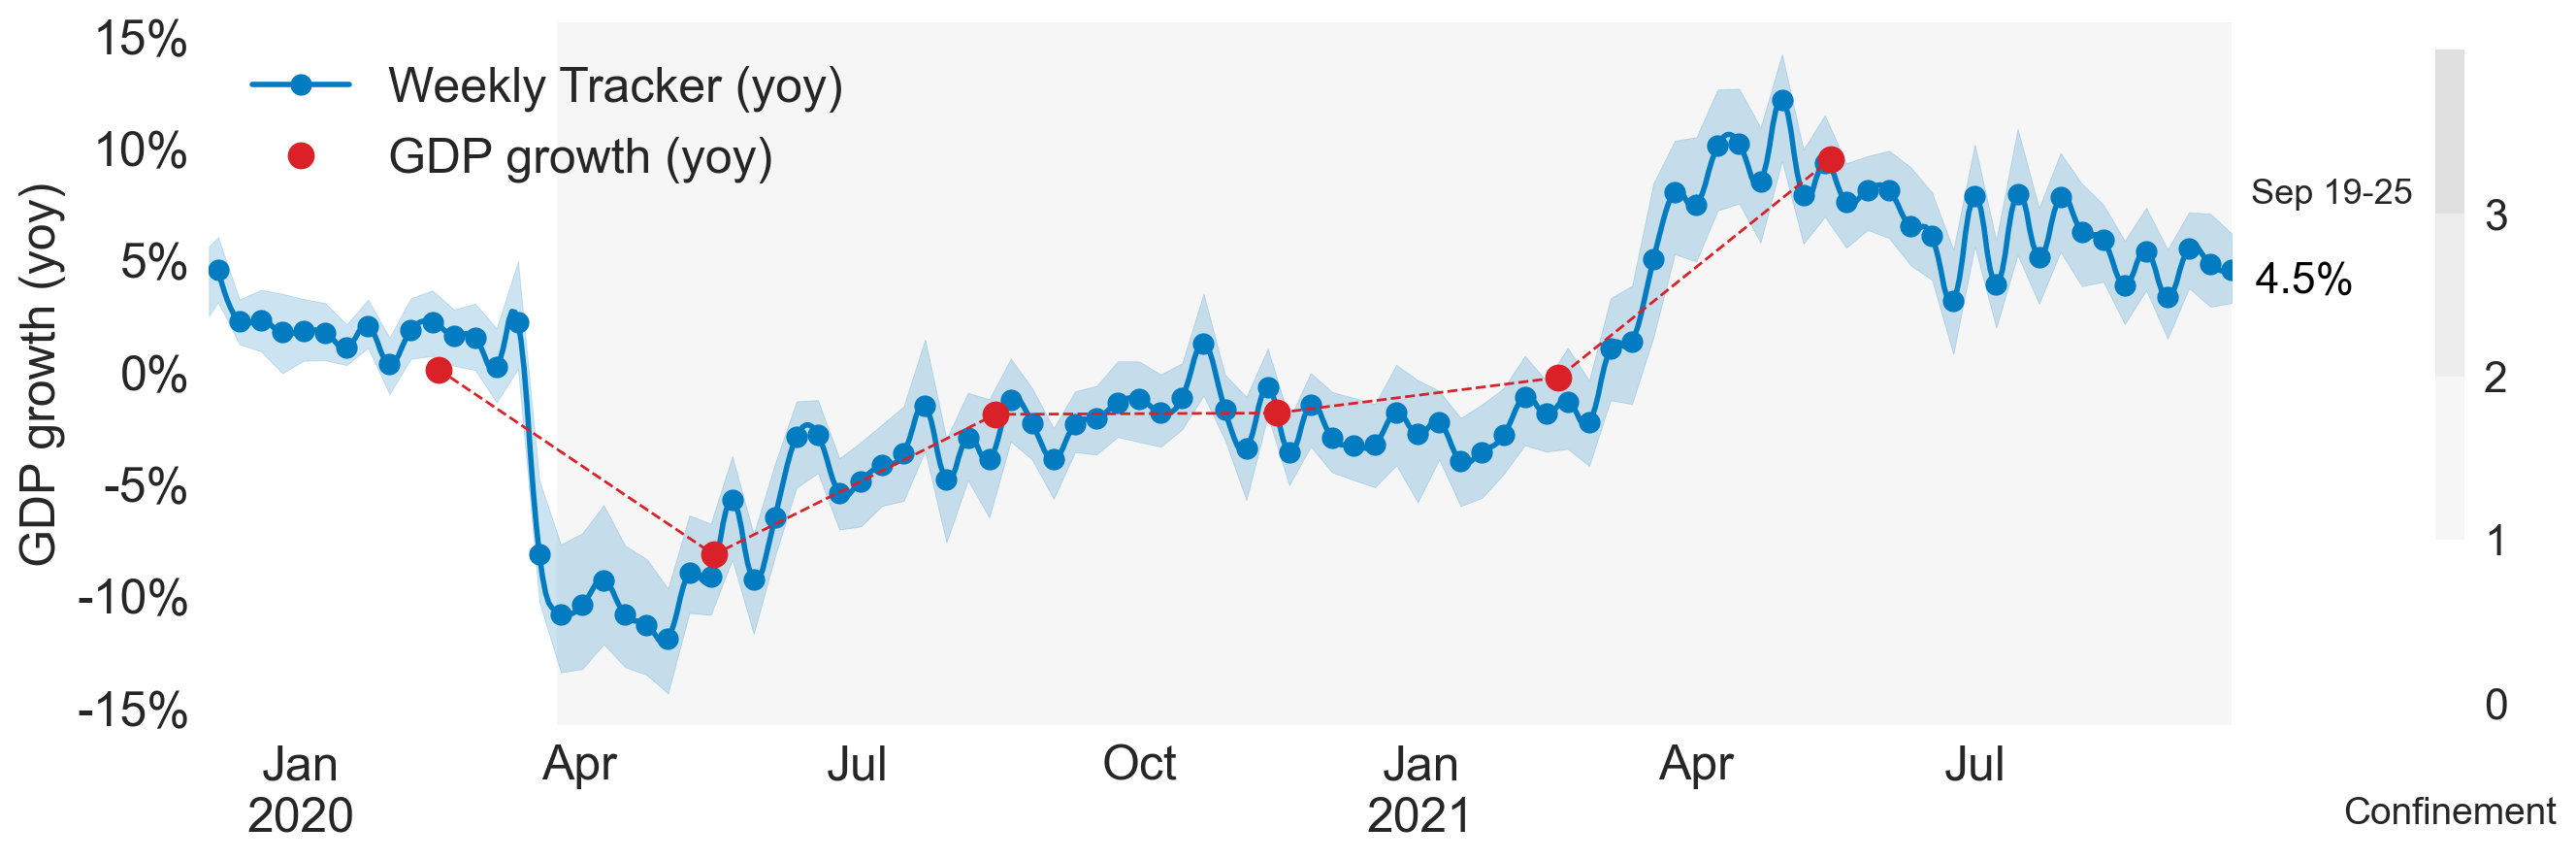 15%
10%
5%
0%
-5%
-10%
-15%
GDP growth (yoy)
Weekly Tracker (yoy)
GDP growth (yoy)
Sep 19-25
4.5%
3
2
1
0
Jan
2020
Apr
Jul
Oct
Jan
2021
Apr
Jul
Confinement